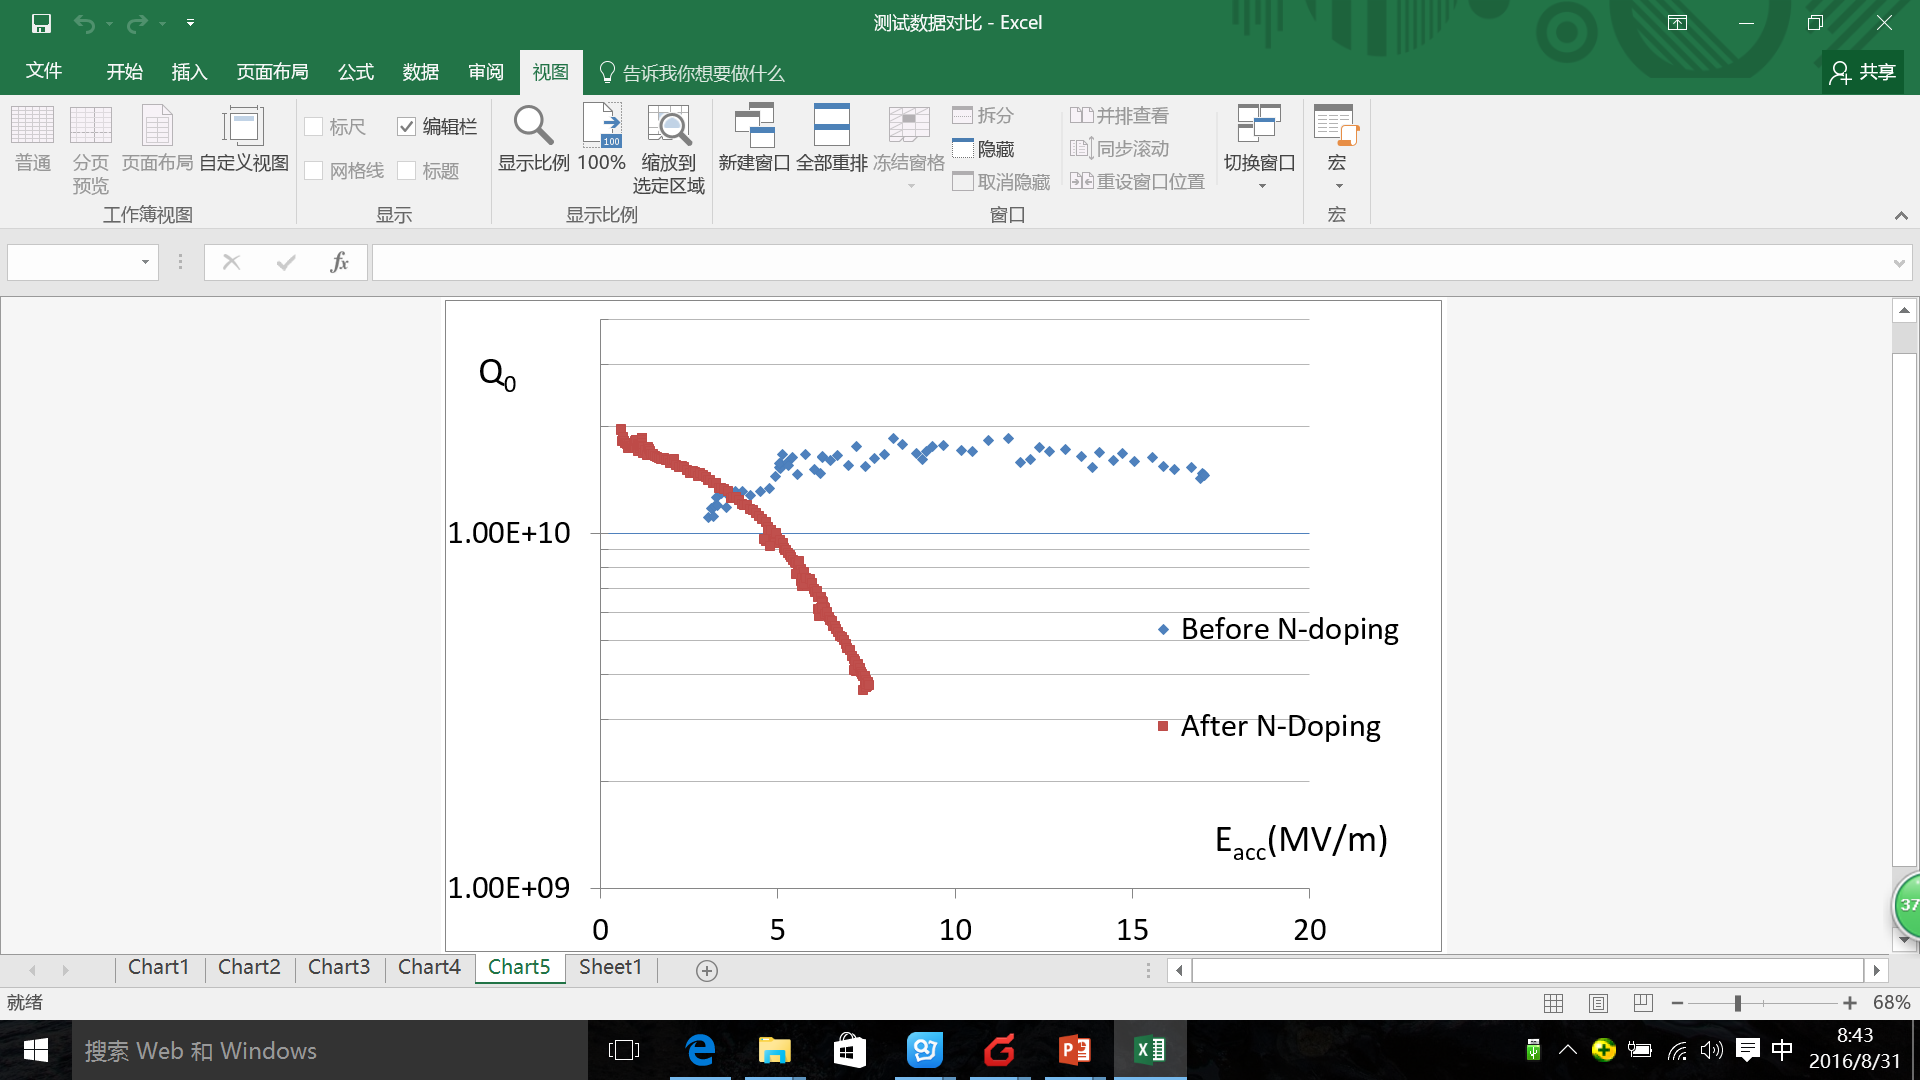 测试数据对比 - Excel
文件 开始 插入 页面布局 公式 数据 审阅 视图 告诉我你想要做什么 共享
普通 分页预览 页面布局 自定义视图 标尺 编辑栏 网格线 标题 显示比例 100 100% 缩放到选定区域 新建窗口 全部重排 冻结窗格 拆分 隐藏 取消隐藏 并排查看 同步滚动 重设窗口位置 切换窗口 宏
工作簿视图 显示 显示比例 窗口 宏
fx
Q0
1.00E+10
Before N-doping
After N-Doping
Eacc(MV/m)
1.00E+09
0 5 10 15 20
37
Chart1 Chart2 Chart3 Chart4 Chart5 Sheet1
就绪 68%
搜索 Web 和 Windows
中
8:43
2016/8/31